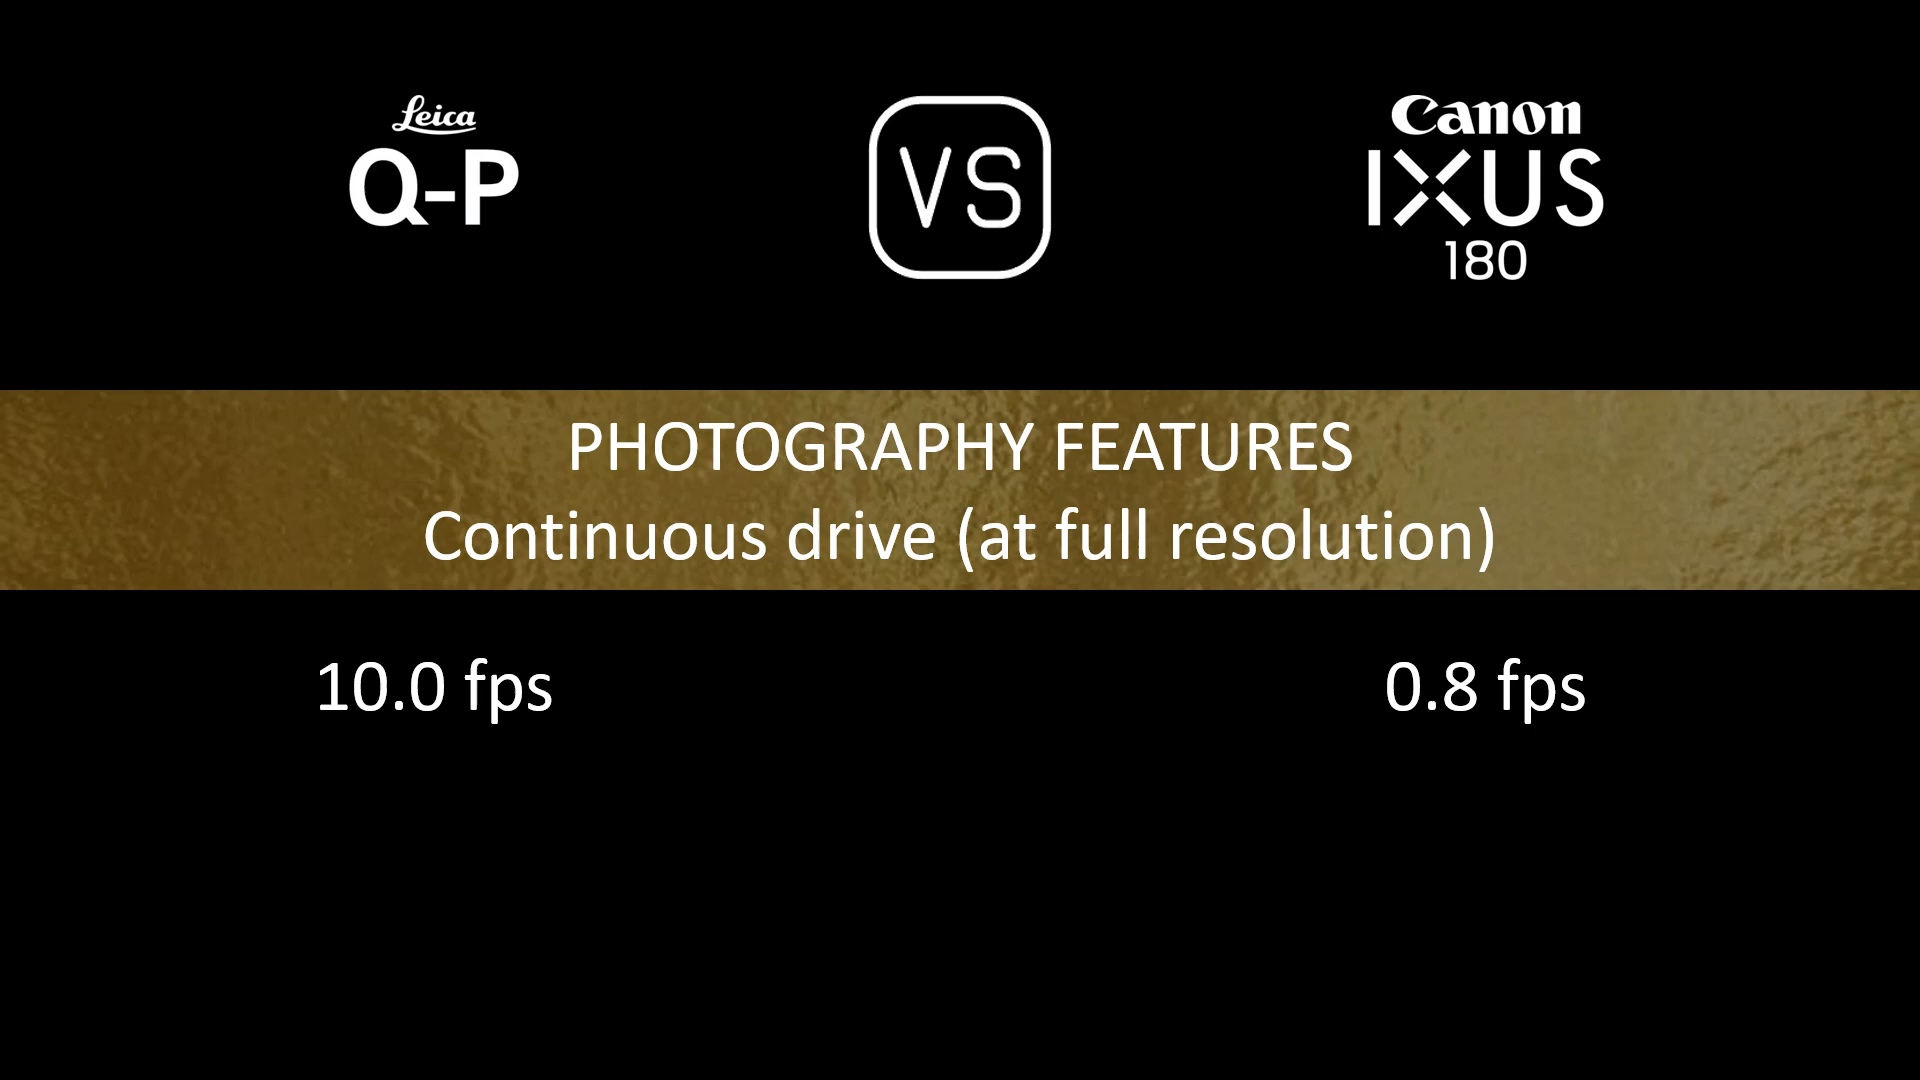 Leica
Q-P
VS
Canon
IXUS
180
PHOTOGRAPHY FEATURES
Continuous drive (at full resolution)
10.0 fps
0.8 fps